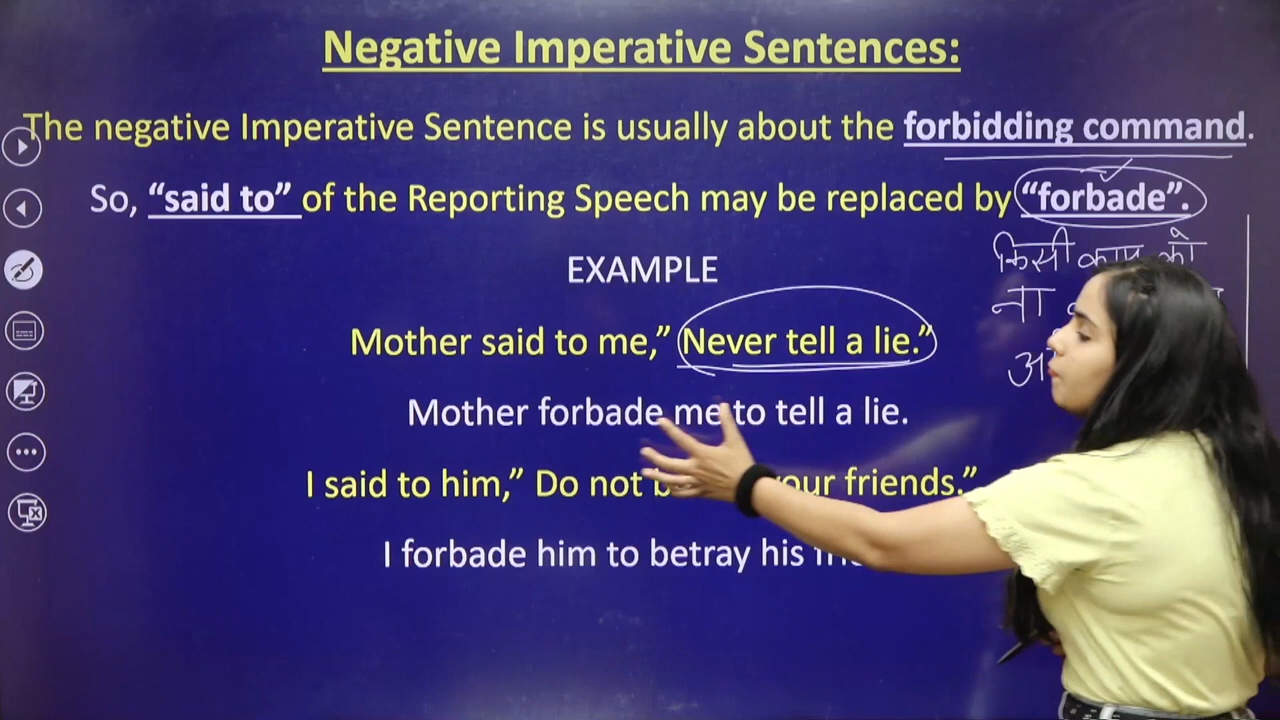 Negative Imperative Sentences:
The negative Imperative Sentence is usually about the forbidding command.
So, “said to” of the Reporting Speech may be replaced by “forbade”.
किसी काम को
ना
EXAMPLE
Mother said to me,” Never tell a lie.”
Mother forbade me to tell a lie.
I said to him,” Do not your friends.”
I forbade him to betray his